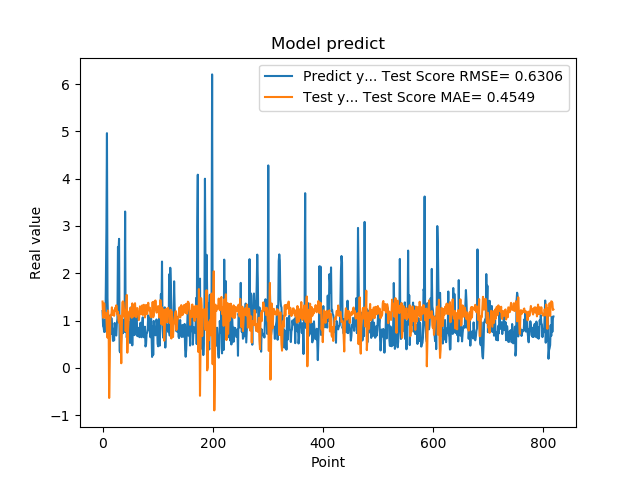 Model predict
Predict y... Test Score RMSE= 0.6306
Test y... Test Score MAE= 0.4549
Real value
6
5
4
3
2
1
0
−1
0 200 400 600 800
Point